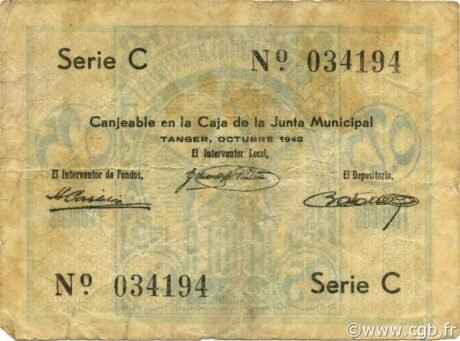 Serie C Nº 034194
Canjeable en la Caja de la Junta Municipal
TANGER, OCTUBRE 1942
El Interventor Local,
El Interventor de Fondos, El Depositario,
Nº 034194 Serie C
© www.cgb.fr